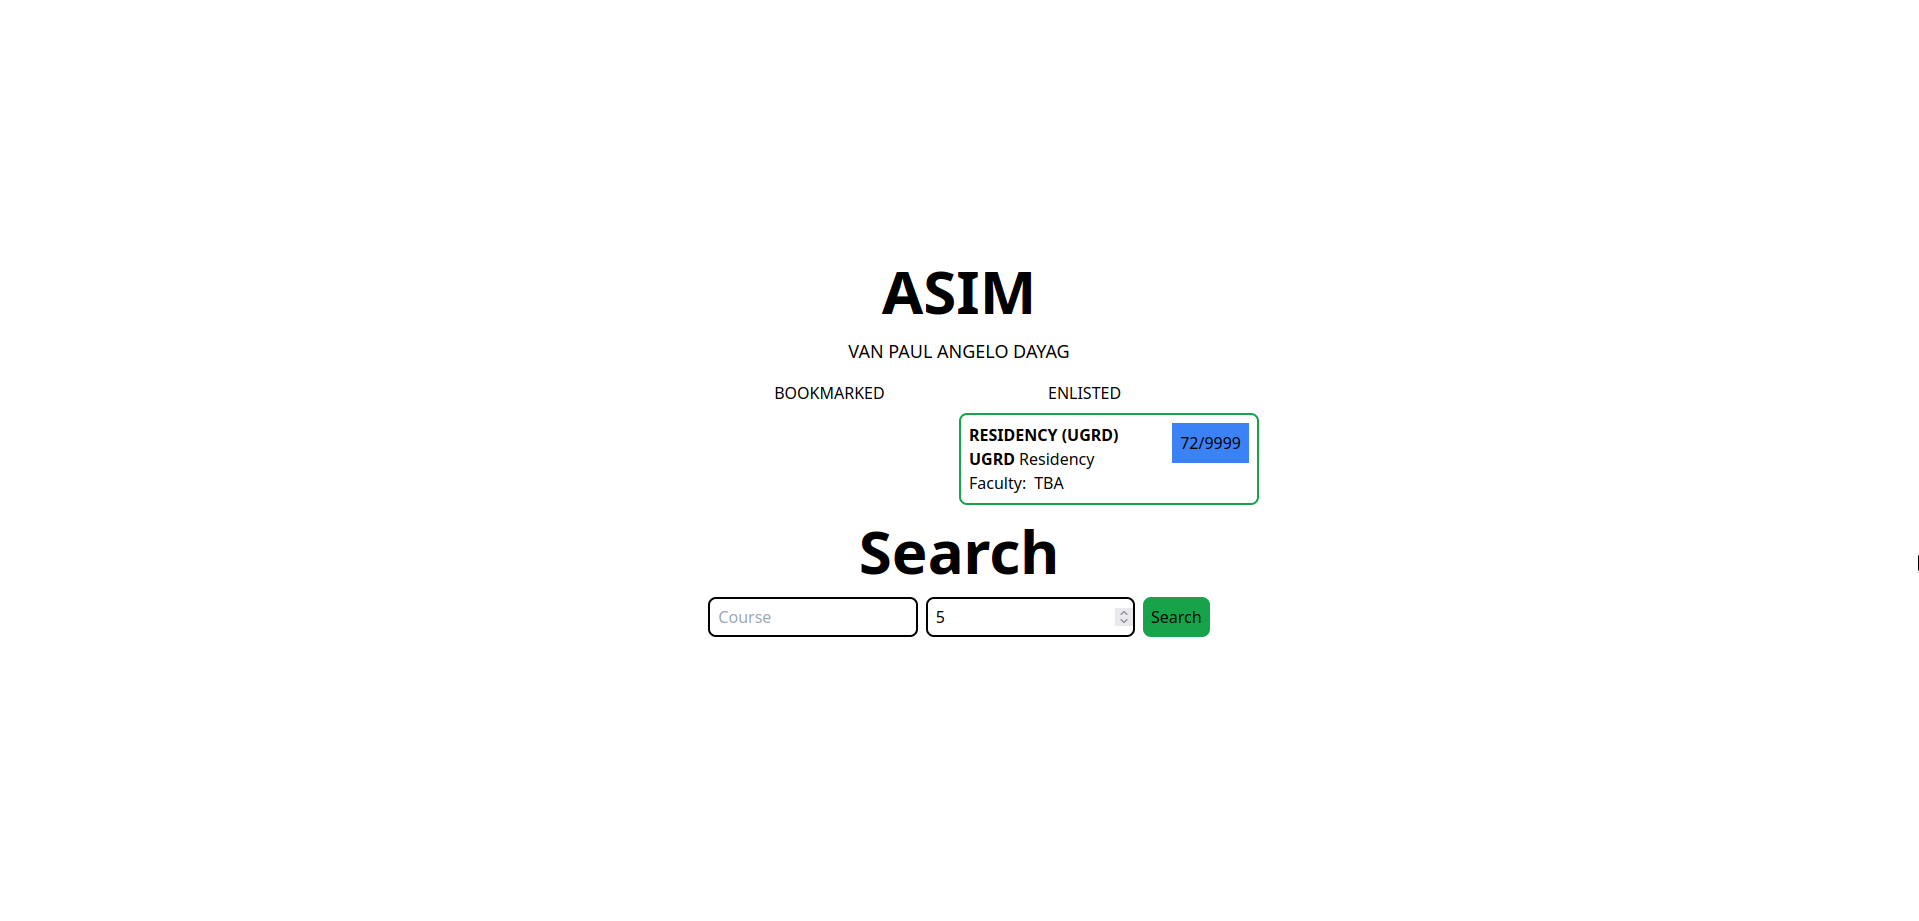 ASIM
VAN PAUL ANGELO DAYAG
BOOKMARKED
ENLISTED
RESIDENCY (UGRD)
72/9999
UGRD Residency
Faculty: TBA
Search
Course
5
Search